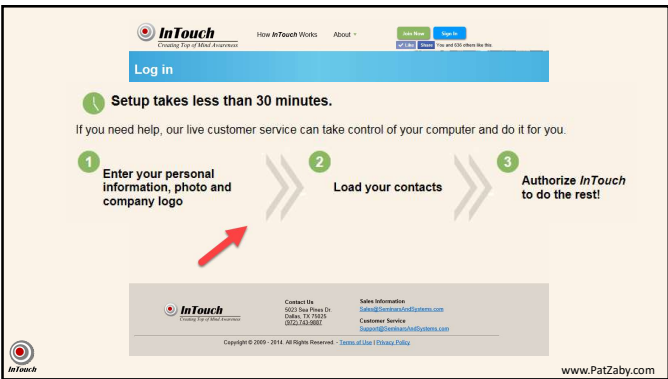 InTouch
Creating Top of Mind Awareness
How InTouch Works
About
Join Now
Sign In
Like
Share
You and 836 others like this.
Log in
Setup takes less than 30 minutes.
If you need help, our live customer service can take control of your computer and do it for you.
1
Enter your personal
information, photo and
company logo
2
Load your contacts
3
Authorize InTouch
to do the rest!
InTouch
Creating Top of Mind Awareness
Contact Us
5023 Sea Pines Dr.
Dallas, TX 75025
(972) 743-9087
Sales Information
Sales@SeminarsAndSystems.com
Customer Service
Support@SeminarsAndSystems.com
Copyright © 2009 - 2014. All Rights Reserved. - Terms of Use | Privacy Policy
InTouch
www.PatZaby.com